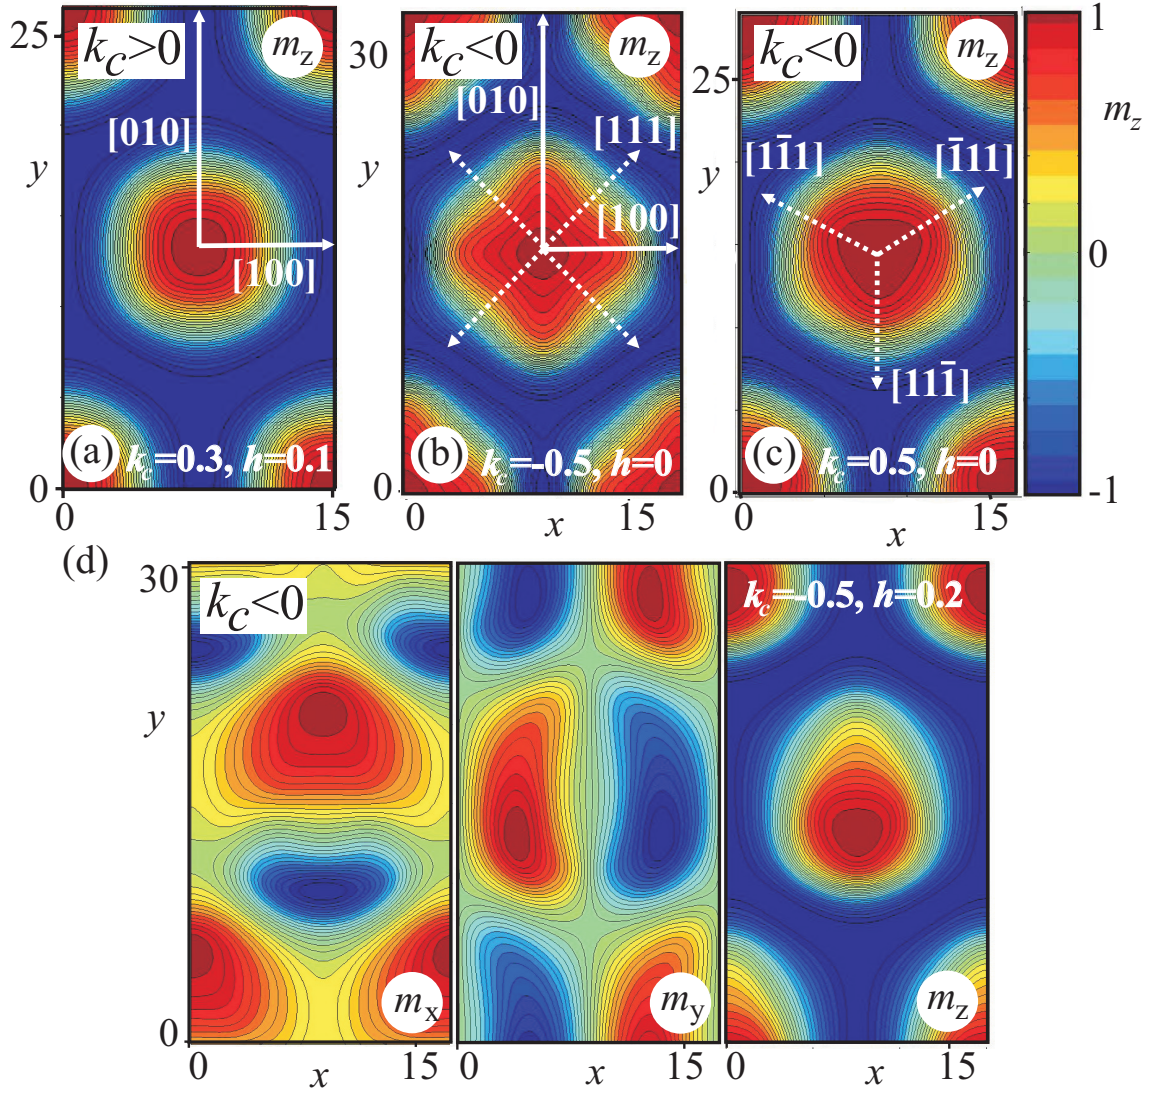 25
k_c>0
m_z
[010]
y
[100]
(a)
k_c=0.3, h=0.1
0
0
15
30
k_c<0
m_z
[010]
[111]
y
[100]
(b)
k_c=-0.5, h=0
0
0
15
x
25
k_c<0
m_z
y
[11̄1]
[1̄11]
[111̄]
(c)
k_c=0.5, h=0
0
0
15
x
1
m_z
0
-1
(d)
30
k_c<0
y
m_x
0
0
15
x
m_y
0
15
x
k_c=-0.5, h=0.2
m_z
0
15
x